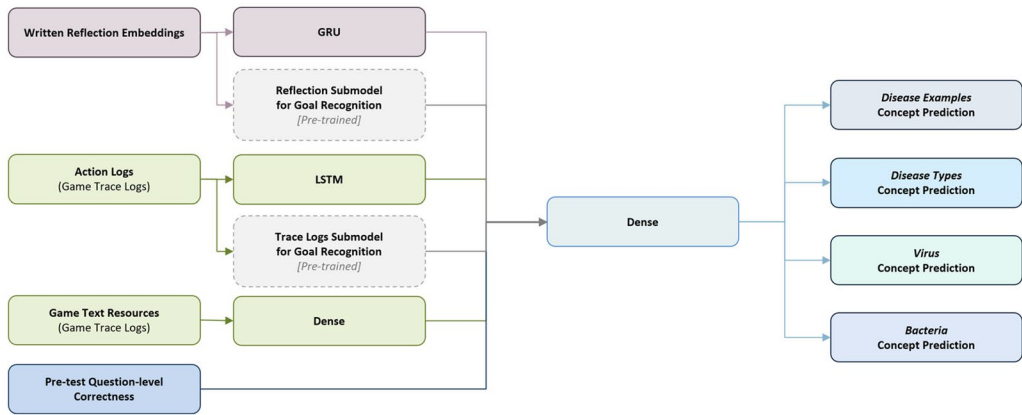 Written Reflection Embeddings
GRU
Reflection Submodel
for Goal Recognition
[Pre-trained]
Action Logs
(Game Trace Logs)
LSTM
Trace Logs Submodel
for Goal Recognition
[Pre-trained]
Game Text Resources
(Game Trace Logs)
Dense
Pre-test Question-level
Correctness
Dense
Disease Examples
Concept Prediction
Disease Types
Concept Prediction
Virus
Concept Prediction
Bacteria
Concept Prediction